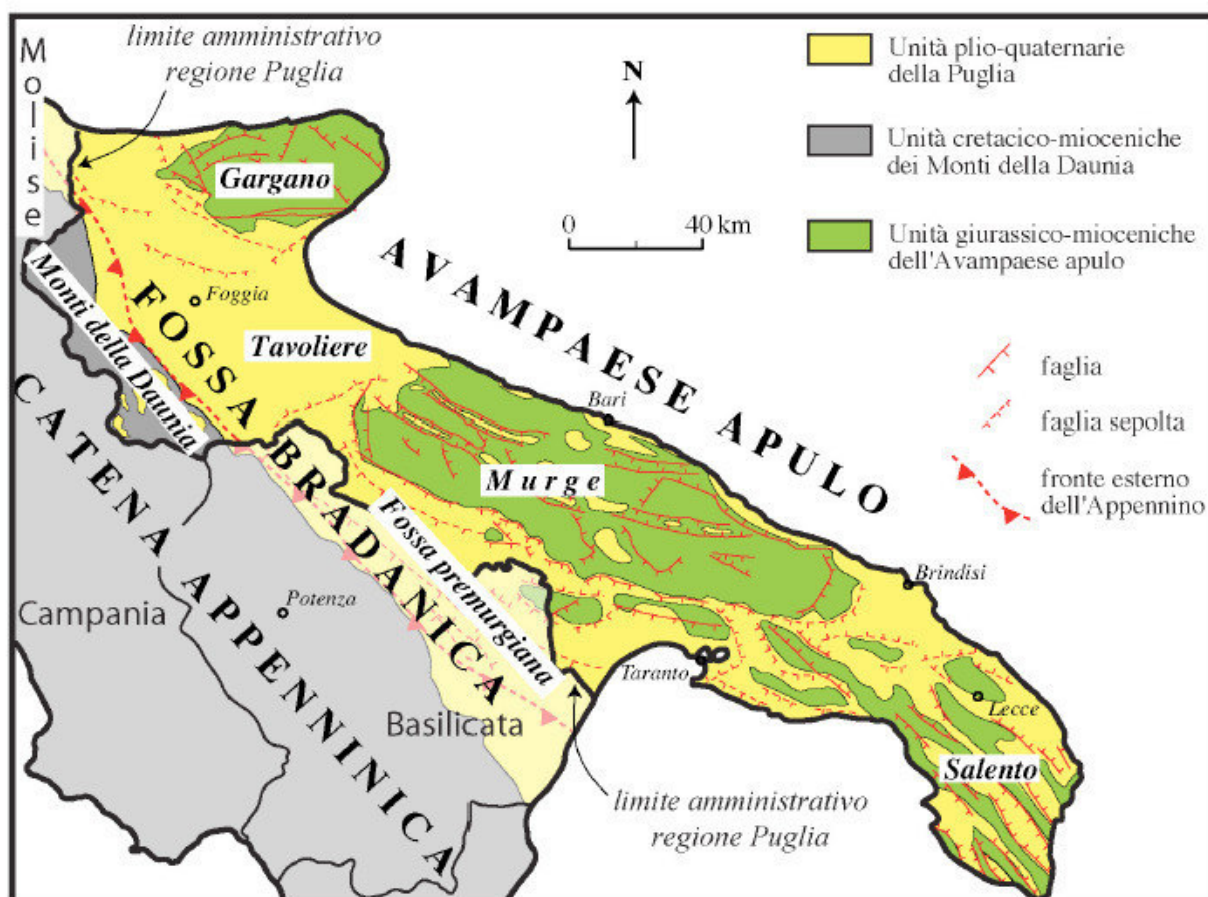 Molise
limite amministrativo
regione Puglia
N
0 40 km
Unità plio-quaternarie
della Puglia
Unità cretacico-mioceniche
dei Monti della Daunia
Unità giurassico-mioceniche
dell'Avampaese apulo
faglia
faglia sepolta
fronte esterno
dell'Appennino
Gargano
Foggia
Tavoliere
Monti della Daunia
FOSSA BRADANICA
AVAMPAESE APULO
CATENA APPENNINICA
Bari
Murge
Fossa premurgiana
Brindisi
Potenza
Campania
Taranto
Lecce
Basilicata
Salento
limite amministrativo
regione Puglia